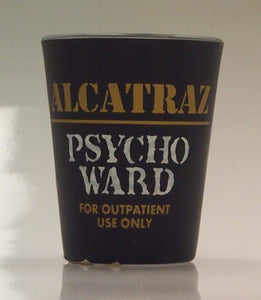 ALCATRAZ
PSYCHO
WARD
FOR OUTPATIENT
USE ONLY